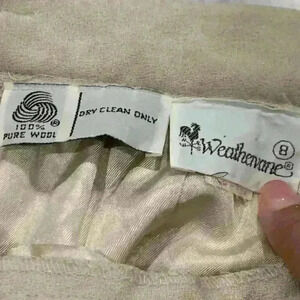 100%
PURE WOOL
®
DRY CLEAN ONLY
Weathervane®
8